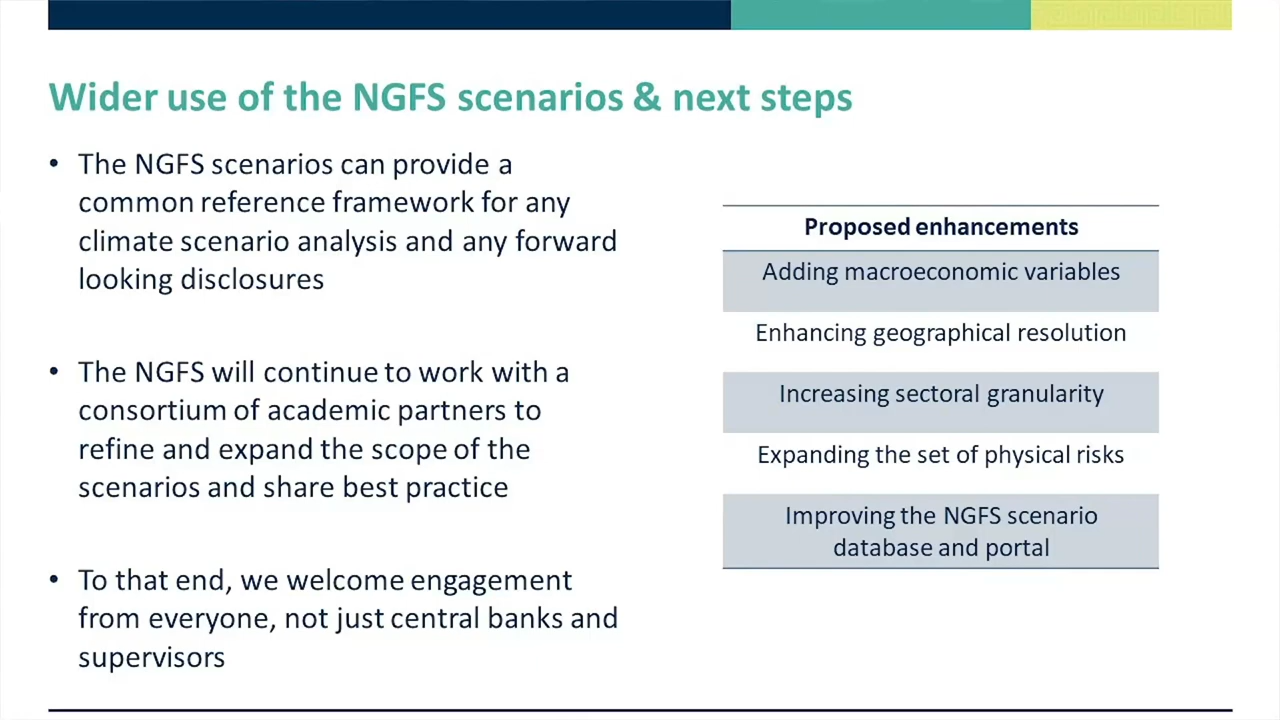 Wider use of the NGFS scenarios & next steps
• The NGFS scenarios can provide a
common reference framework for any
climate scenario analysis and any forward
looking disclosures
• The NGFS will continue to work with a
consortium of academic partners to
refine and expand the scope of the
scenarios and share best practice
• To that end, we welcome engagement
from everyone, not just central banks and
supervisors
Proposed enhancements
Adding macroeconomic variables
Enhancing geographical resolution
Increasing sectoral granularity
Expanding the set of physical risks
Improving the NGFS scenario
database and portal